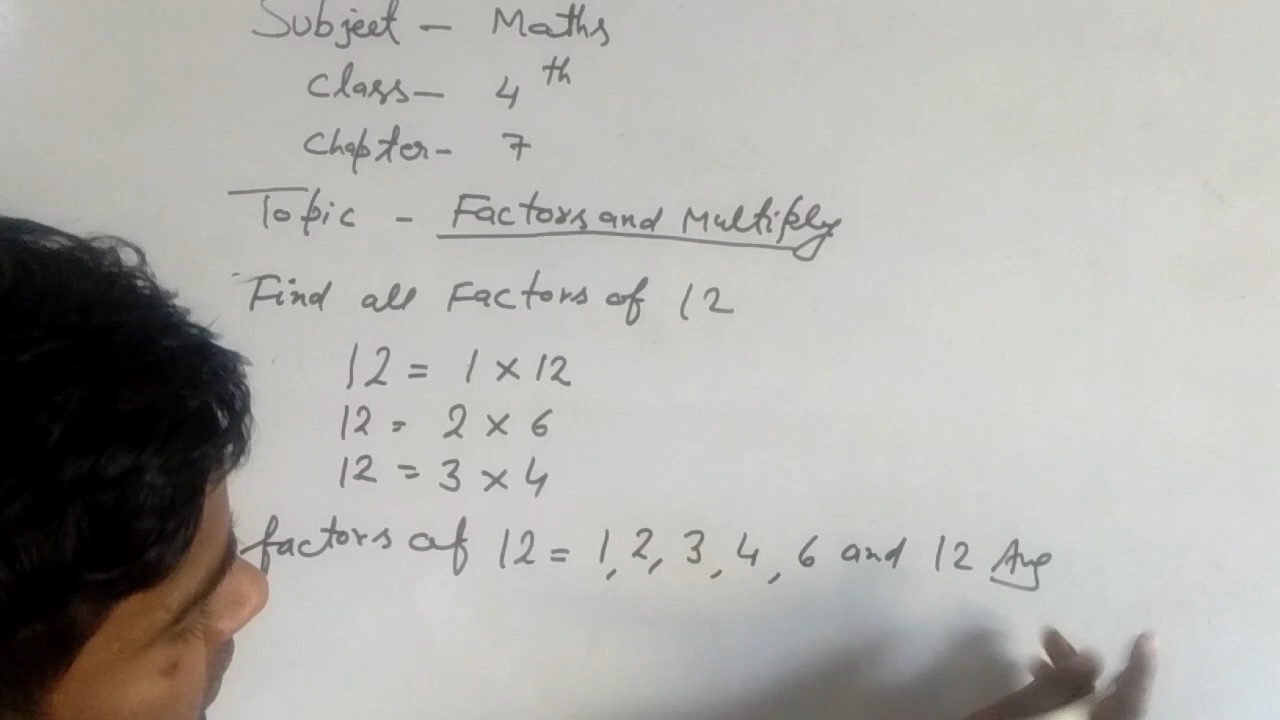 Subject - Maths
Class - 4th
Chapter - 7
Topic - Factors and Multiply
Find all Factors of 12
12 = 1 × 12
12 = 2 × 6
12 = 3 × 4
factors of 12 = 1, 2, 3, 4, 6 and 12 Ans